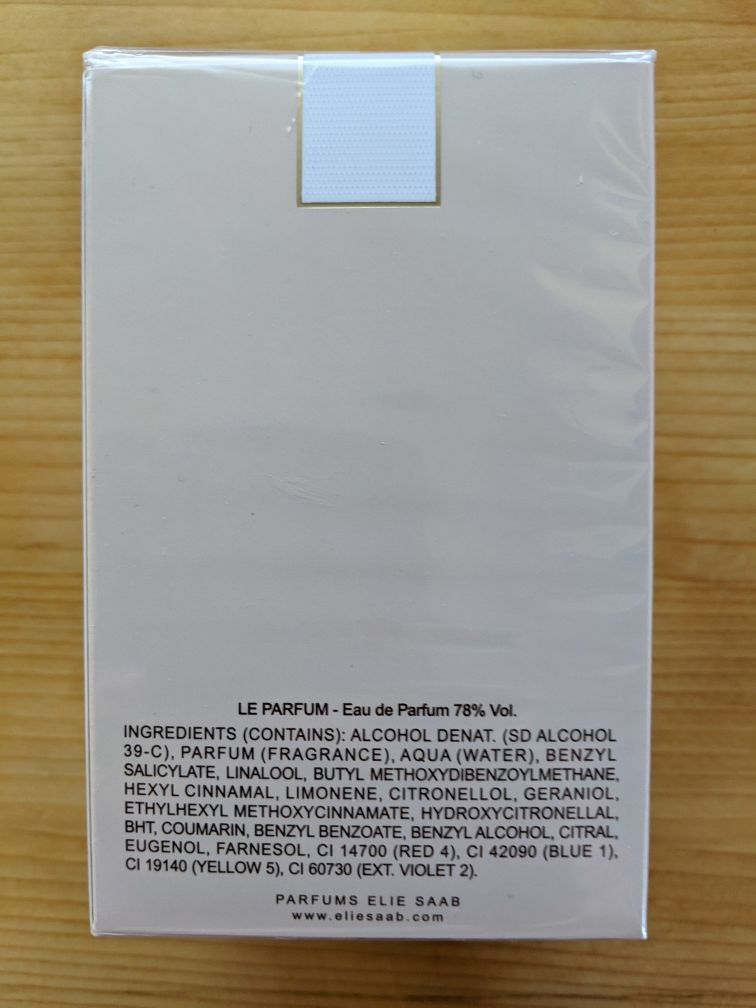 LE PARFUM - Eau de Parfum 78% Vol.
INGREDIENTS (CONTAINS): ALCOHOL DENAT. (SD ALCOHOL
39-C), PARFUM (FRAGRANCE), AQUA (WATER), BENZYL
SALICYLATE, LINALOOL, BUTYL METHOXYDIBENZOYLMETHANE,
HEXYL CINNAMAL, LIMONENE, CITRONELLOL, GERANIOL,
ETHYLHEXYL METHOXYCINNAMATE, HYDROXYCITRONELLAL,
BHT, COUMARIN, BENZYL BENZOATE, BENZYL ALCOHOL, CITRAL,
EUGENOL, FARNESOL, CI 14700 (RED 4), CI 42090 (BLUE 1),
CI 19140 (YELLOW 5), CI 60730 (EXT. VIOLET 2).
PARFUMS ELIE SAAB
www.eliesaab.com